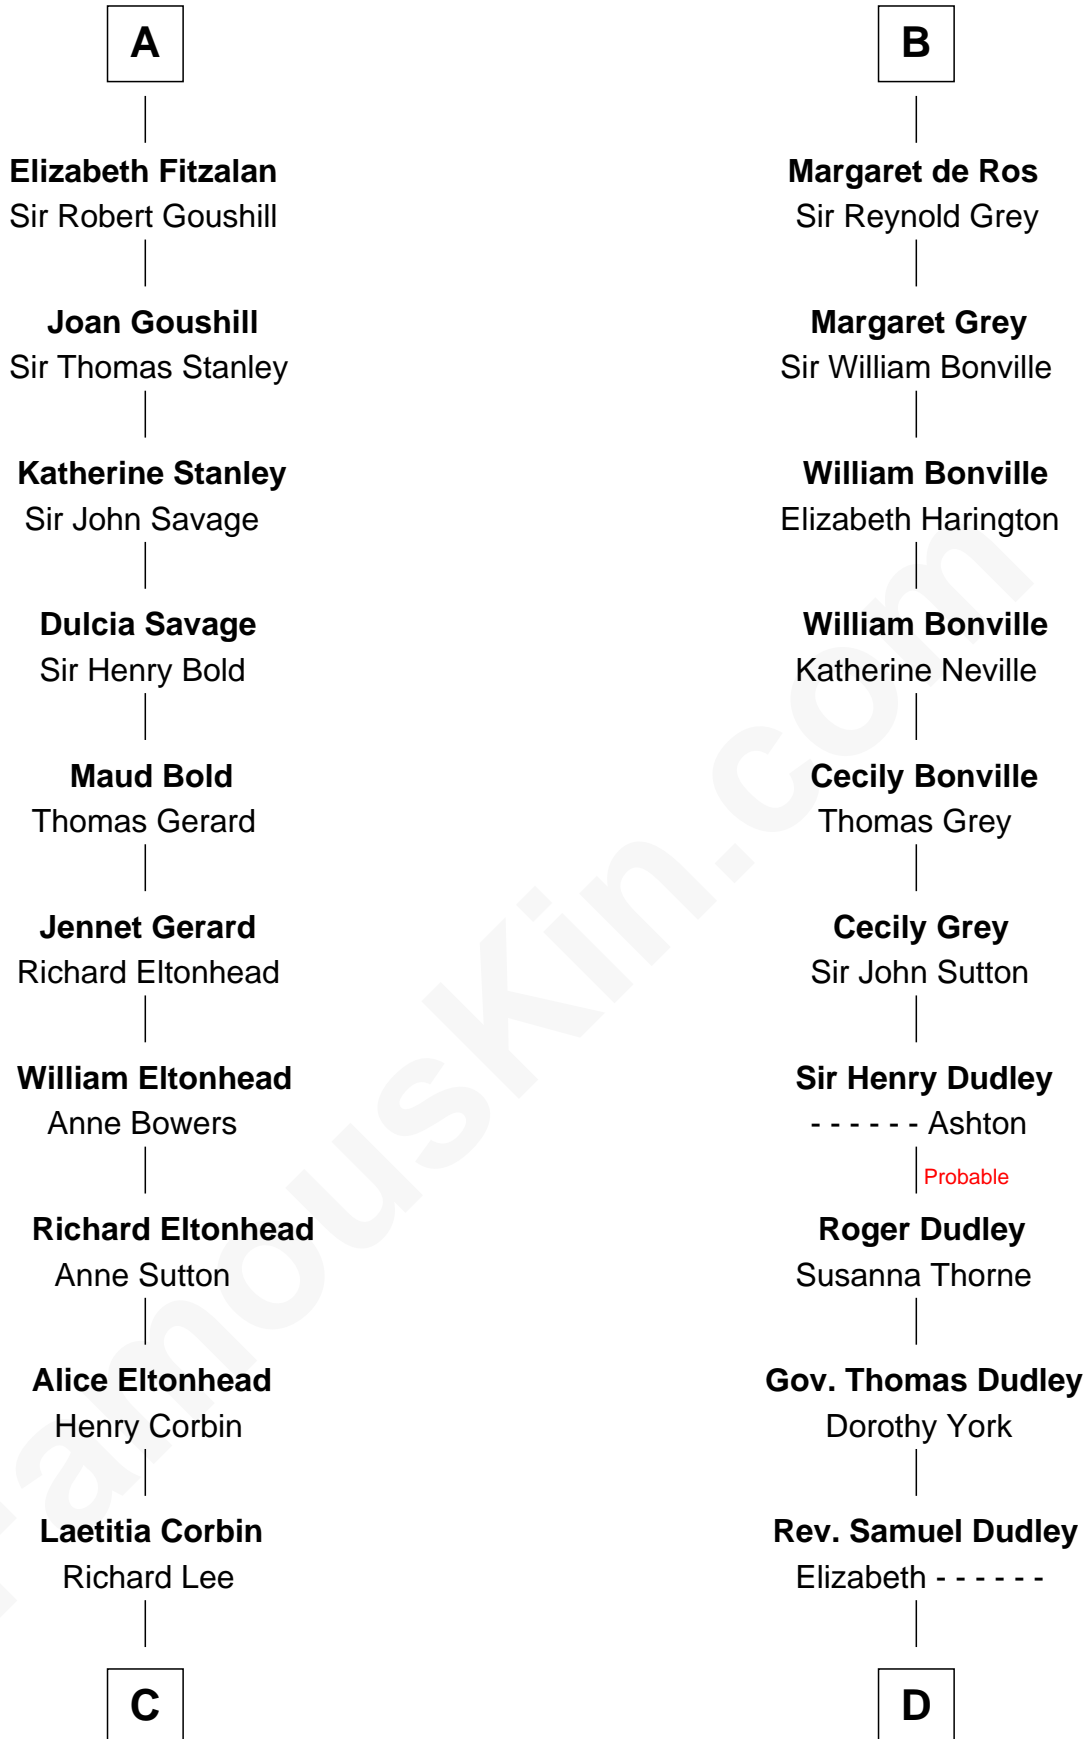 A
Elizabeth Fitzalan
Sir Robert Goushill
Joan Goushill
Sir Thomas Stanley
Katherine Stanley
Sir John Savage
Dulcia Savage
Sir Henry Bold
Maud Bold
Thomas Gerard
Jennet Gerard
Richard Eltonhead
William Eltonhead
Anne Bowers
Richard Eltonhead
Anne Sutton
Alice Eltonhead
Henry Corbin
Laetitia Corbin
Richard Lee
C
B
Margaret de Ros
Sir Reynold Grey
Margaret Grey
Sir William Bonville
William Bonville
Elizabeth Harington
William Bonville
Katherine Neville
Cecily Bonville
Thomas Grey
Cecily Grey
Sir John Sutton
Sir Henry Dudley
- - - - - - Ashton
Probable
Roger Dudley
Susanna Thorne
Gov. Thomas Dudley
Dorothy York
Rev. Samuel Dudley
Elizabeth - - - - - -
D
FamousKin.com